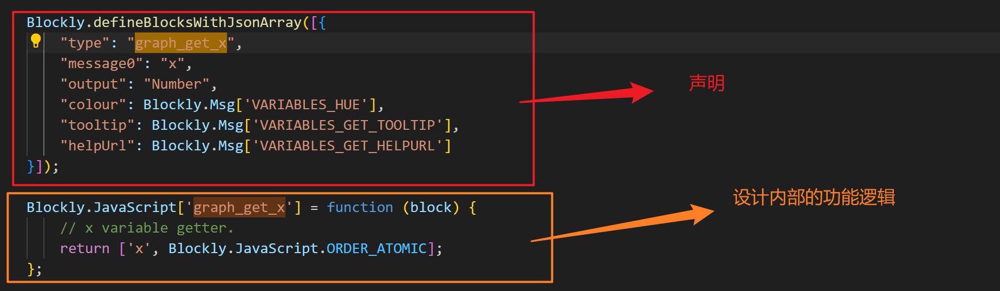 Blockly.defineBlocksWithJsonArray([{
    "type": "graph_get_x",
    "message0": "x",
    "output": "Number",
    "colour": Blockly.Msg['VARIABLES_HUE'],
    "tooltip": Blockly.Msg['VARIABLES_GET_TOOLTIP'],
    "helpUrl": Blockly.Msg['VARIABLES_GET_HELPURL']
}]);
声明
Blockly.JavaScript['graph_get_x'] = function (block) {
    // x variable getter.
    return ['x', Blockly.JavaScript.ORDER_ATOMIC];
};
设计内部的功能逻辑